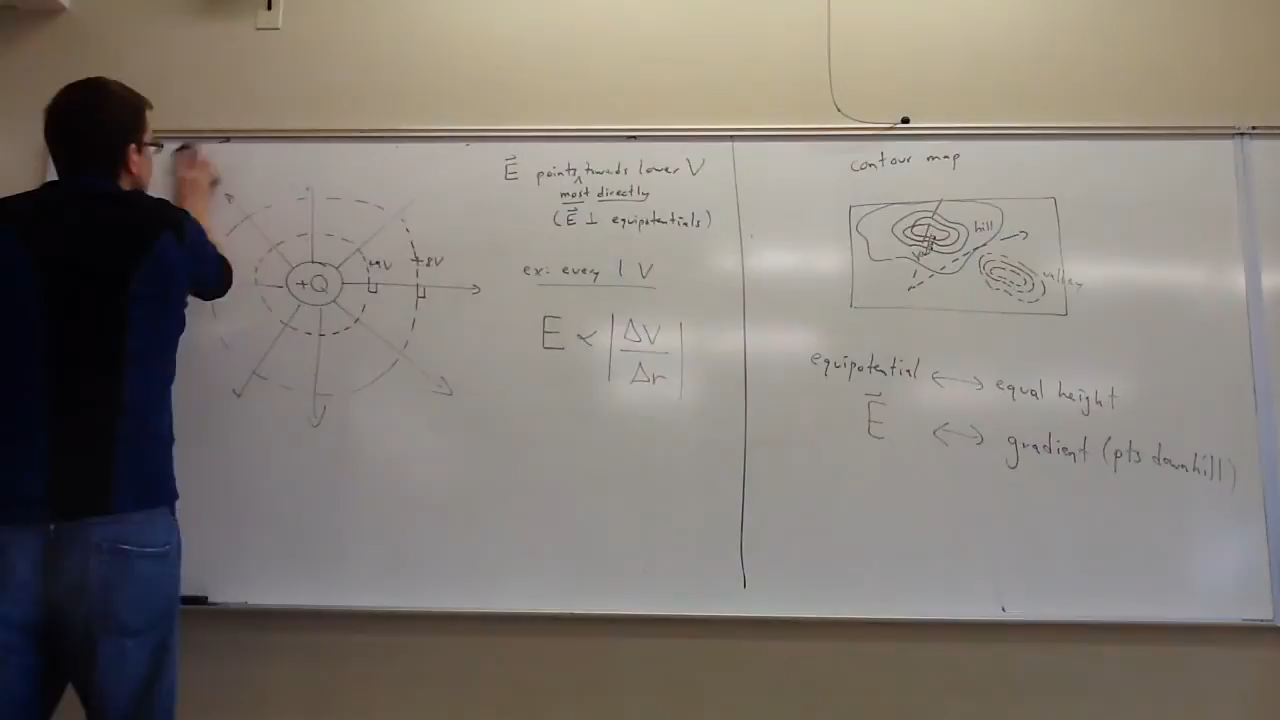 +Q
9V
8V
E⃗ points towards lower V
most directly
(E⃗ ⊥ equipotentials)
ex: every 1 V
E ∝ |ΔV/Δr|
contour map
hill
valley
equipotential ↔ equal height
E⃗ ↔ gradient (pts downhill)